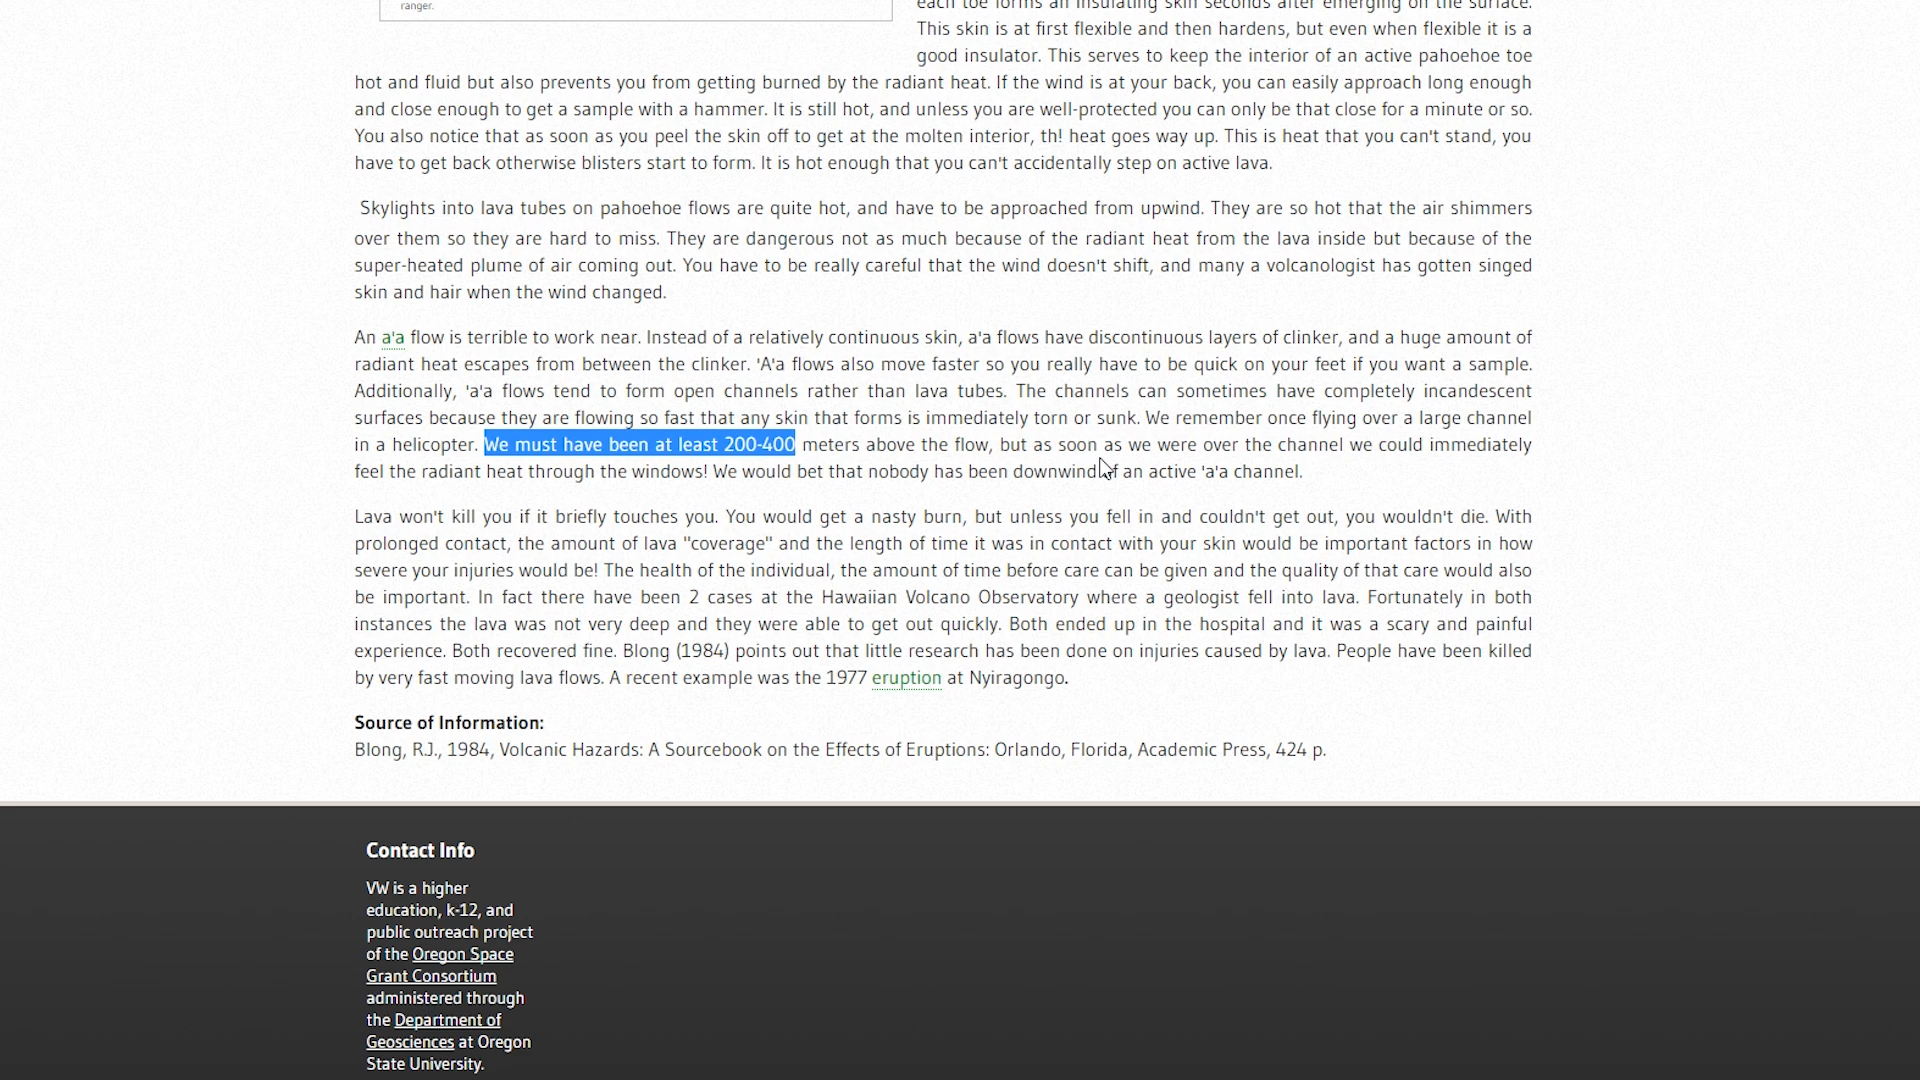 ranger.
each toe forms an insulating skin seconds after emerging on the surface.
This skin is at first flexible and then hardens, but even when flexible it is a
good insulator. This serves to keep the interior of an active pahoehoe toe
hot and fluid but also prevents you from getting burned by the radiant heat. If the wind is at your back, you can easily approach long enough
and close enough to get a sample with a hammer. It is still hot, and unless you are well-protected you can only be that close for a minute or so.
You also notice that as soon as you peel the skin off to get at the molten interior, th! heat goes way up. This is heat that you can't stand, you
have to get back otherwise blisters start to form. It is hot enough that you can't accidentally step on active lava.
Skylights into lava tubes on pahoehoe flows are quite hot, and have to be approached from upwind. They are so hot that the air shimmers
over them so they are hard to miss. They are dangerous not as much because of the radiant heat from the lava inside but because of the
super-heated plume of air coming out. You have to be really careful that the wind doesn't shift, and many a volcanologist has gotten singed
skin and hair when the wind changed.
An a'a flow is terrible to work near. Instead of a relatively continuous skin, a'a flows have discontinuous layers of clinker, and a huge amount of
radiant heat escapes from between the clinker. 'A'a flows also move faster so you really have to be quick on your feet if you want a sample.
Additionally, 'a'a flows tend to form open channels rather than lava tubes. The channels can sometimes have completely incandescent
surfaces because they are flowing so fast that any skin that forms is immediately torn or sunk. We remember once flying over a large channel
in a helicopter. We must have been at least 200-400 meters above the flow, but as soon as we were over the channel we could immediately
feel the radiant heat through the windows! We would bet that nobody has been downwind of an active 'a'a channel.
Lava won't kill you if it briefly touches you. You would get a nasty burn, but unless you fell in and couldn't get out, you wouldn't die. With
prolonged contact, the amount of lava "coverage" and the length of time it was in contact with your skin would be important factors in how
severe your injuries would be! The health of the individual, the amount of time before care can be given and the quality of that care would also
be important. In fact there have been 2 cases at the Hawaiian Volcano Observatory where a geologist fell into lava. Fortunately in both
instances the lava was not very deep and they were able to get out quickly. Both ended up in the hospital and it was a scary and painful
experience. Both recovered fine. Blong (1984) points out that little research has been done on injuries caused by lava. People have been killed
by very fast moving lava flows. A recent example was the 1977 eruption at Nyiragongo.
Source of Information:
Blong, R.J., 1984, Volcanic Hazards: A Sourcebook on the Effects of Eruptions: Orlando, Florida, Academic Press, 424 p.
Contact Info
VW is a higher
education, k-12, and
public outreach project
of the Oregon Space
Grant Consortium
administered through
the Department of
Geosciences at Oregon
State University.